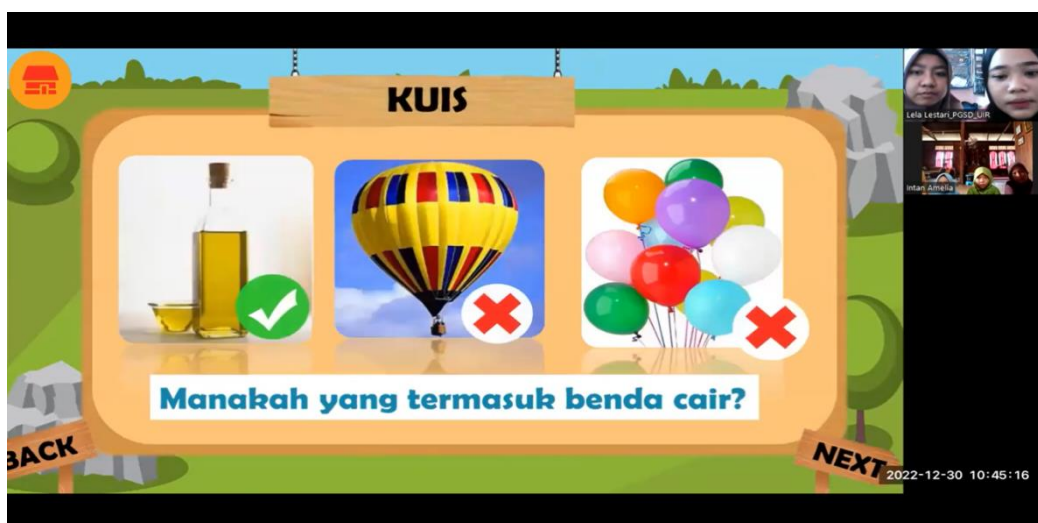 KUIS
Lela Lestari_PGSD_UIR
Intan Amelia
Manakah yang termasuk benda cair?
BACK
NEXT
2022-12-30 10:45:16